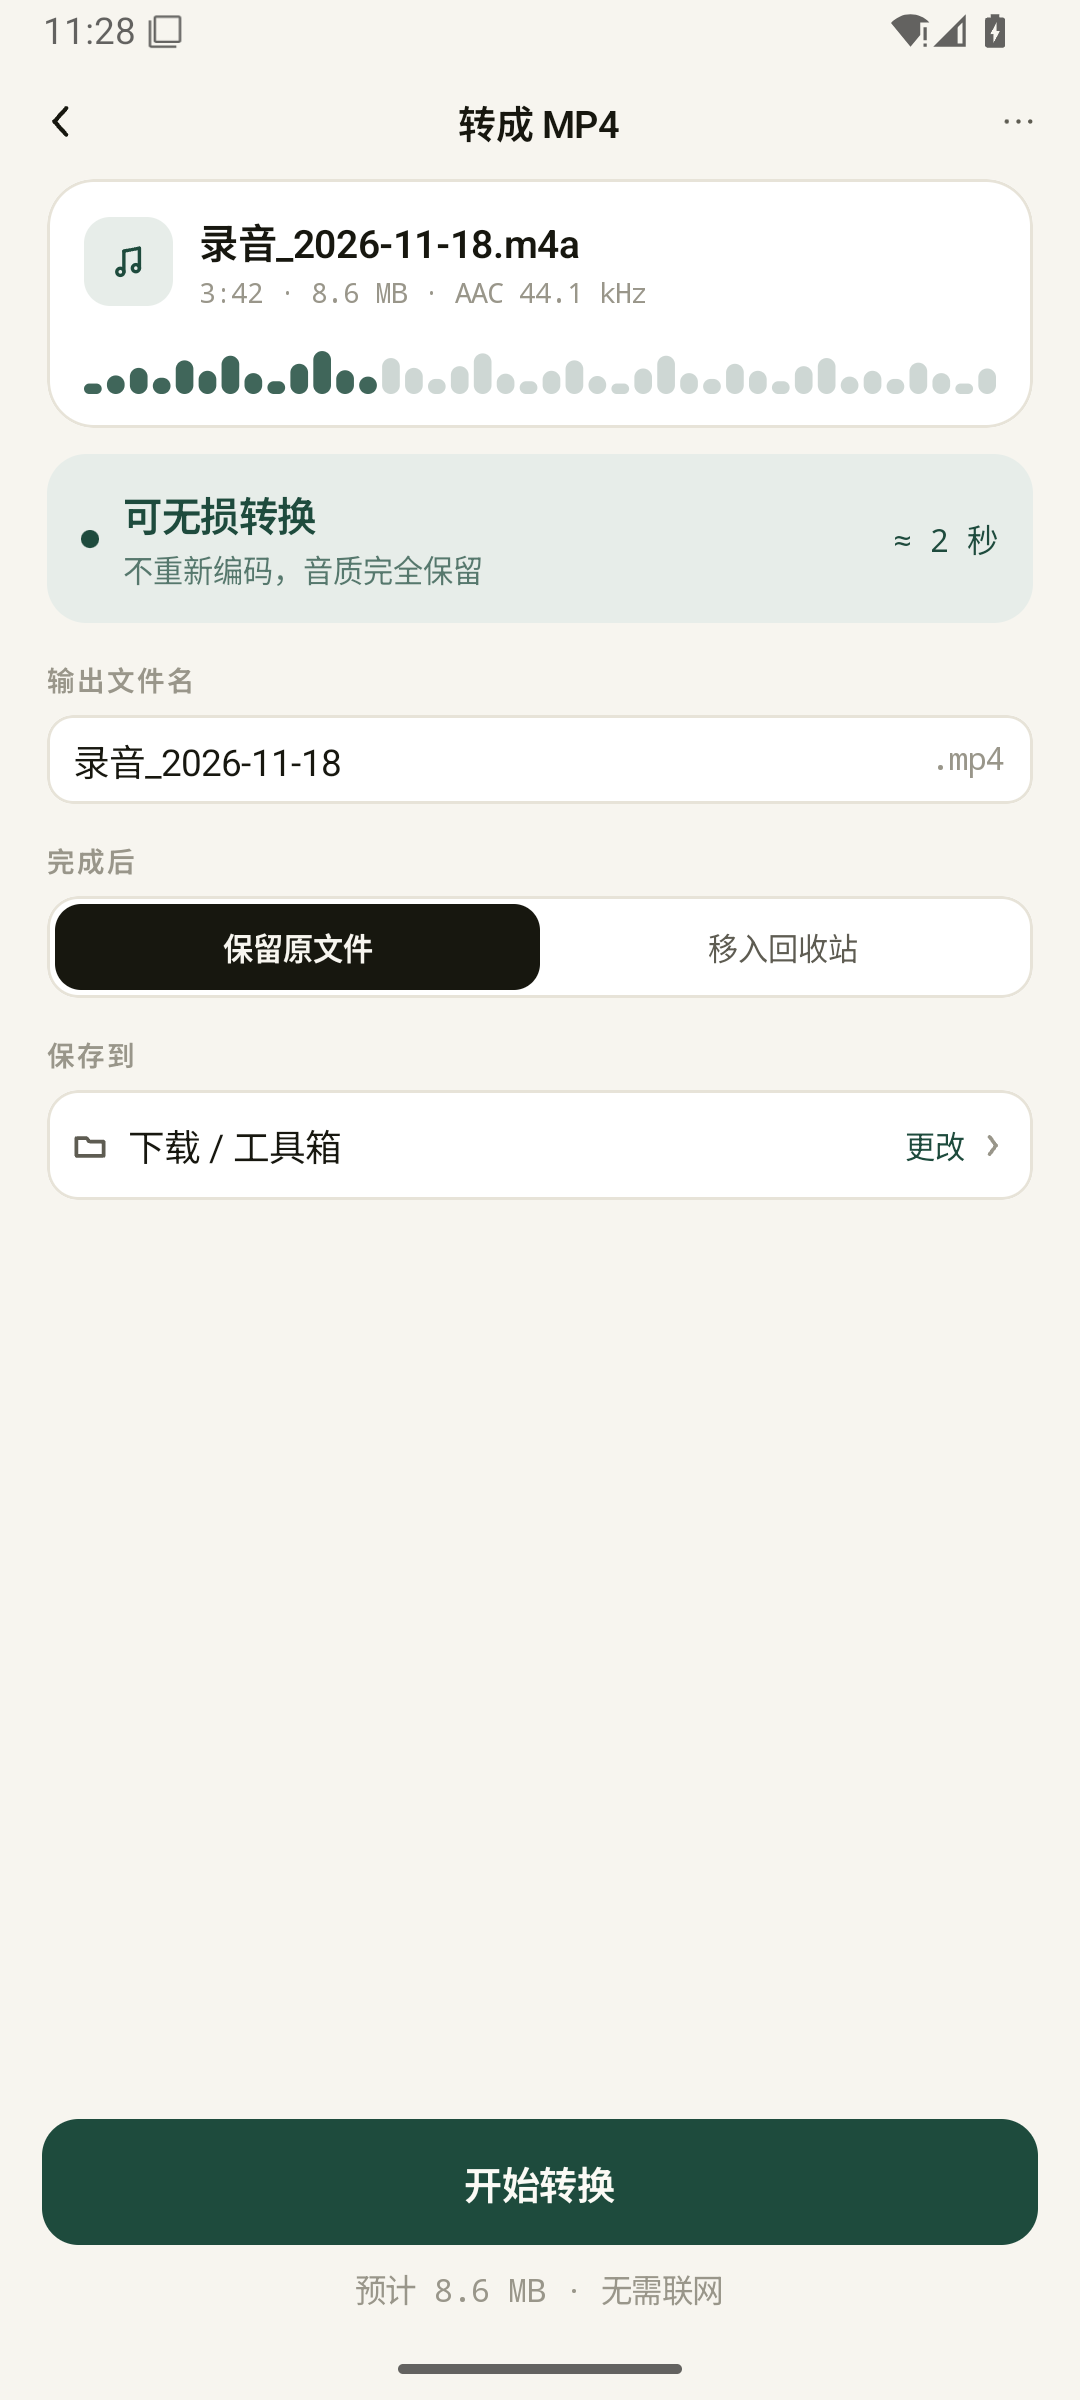 11:28
转成 MP4
录音_2026-11-18.m4a
3:42 · 8.6 MB · AAC 44.1 kHz
可无损转换
不重新编码，音质完全保留
≈ 2 秒
输出文件名
录音_2026-11-18 .mp4
完成后
保留原文件 移入回收站
保存到
下载 / 工具箱 更改
开始转换
预计 8.6 MB · 无需联网